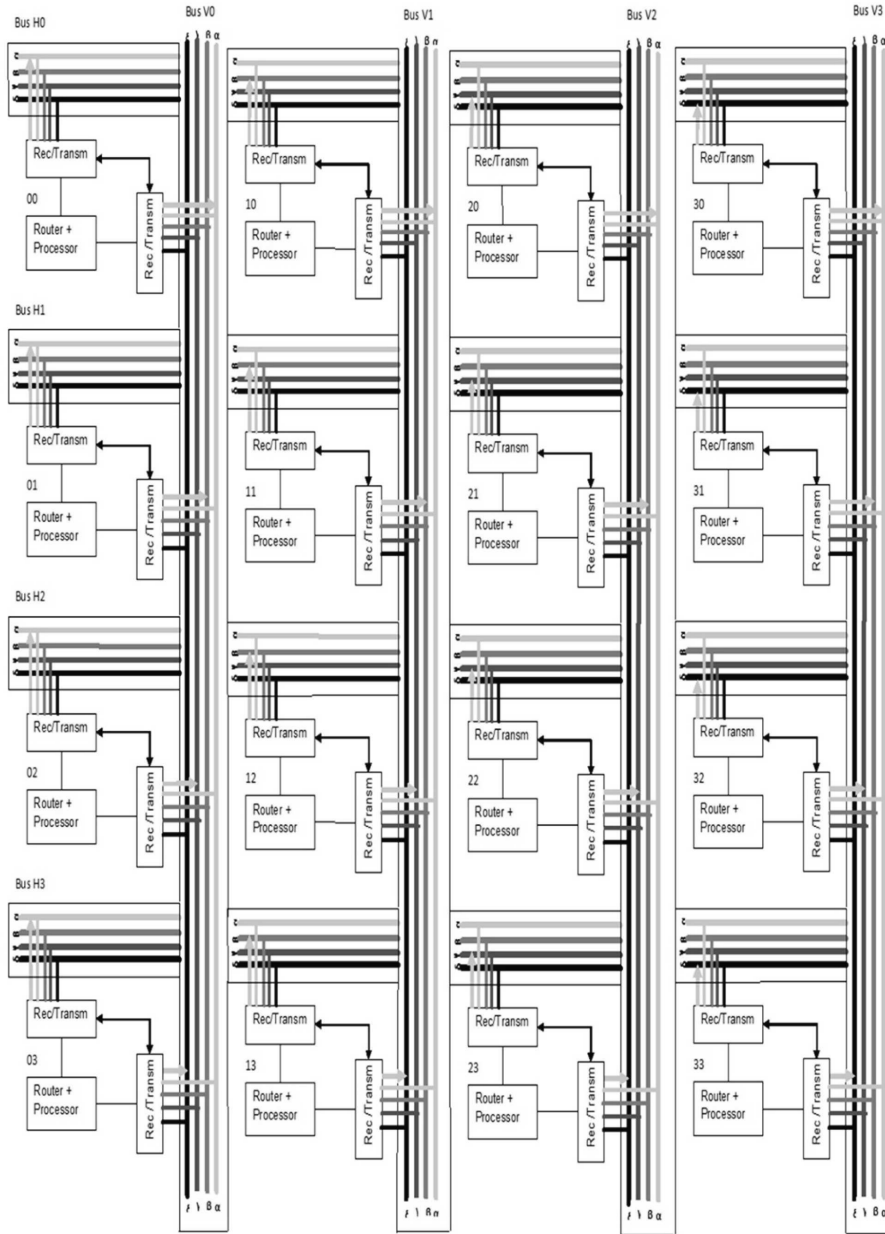 Bus H0
Bus V0
Bus V1
Bus V2
Bus V3
β α
β α
β α
β α
Rec/Transm
Rec/Transm
Rec/Transm
Rec/Transm
00
10
20
30
Rec /Transm
Rec /Transm
Rec /Transm
Rec /Transm
Router +
Processor
Router +
Processor
Router +
Processor
Router +
Processor
Bus H1
Rec/Transm
Rec/Transm
Rec/Transm
Rec/Transm
01
11
21
31
Rec /Transm
Rec /Transm
Rec /Transm
Rec /Transm
Router +
Processor
Router +
Processor
Router +
Processor
Router +
Processor
Bus H2
Rec/Transm
Rec/Transm
Rec/Transm
Rec/Transm
02
12
22
32
Rec /Transm
Rec /Transm
Rec /Transm
Rec /Transm
Router +
Processor
Router +
Processor
Router +
Processor
Router +
Processor
Bus H3
Rec/Transm
Rec/Transm
Rec/Transm
Rec/Transm
03
13
23
33
Rec /Transm
Rec /Transm
Rec /Transm
Rec /Transm
Router +
Processor
Router +
Processor
Router +
Processor
Router +
Processor
β α
α
β α
β α